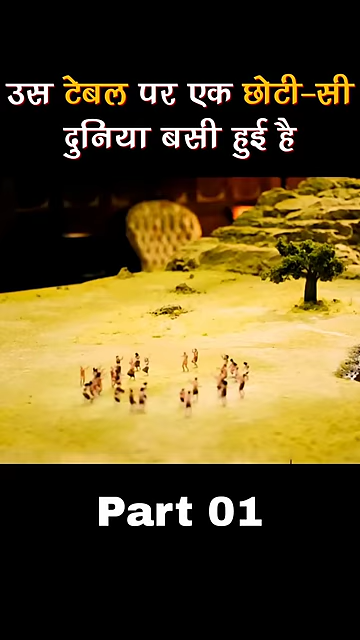 उस टेबल पर एक छोटी-सी
दुनिया बसी हुई है
Part 01